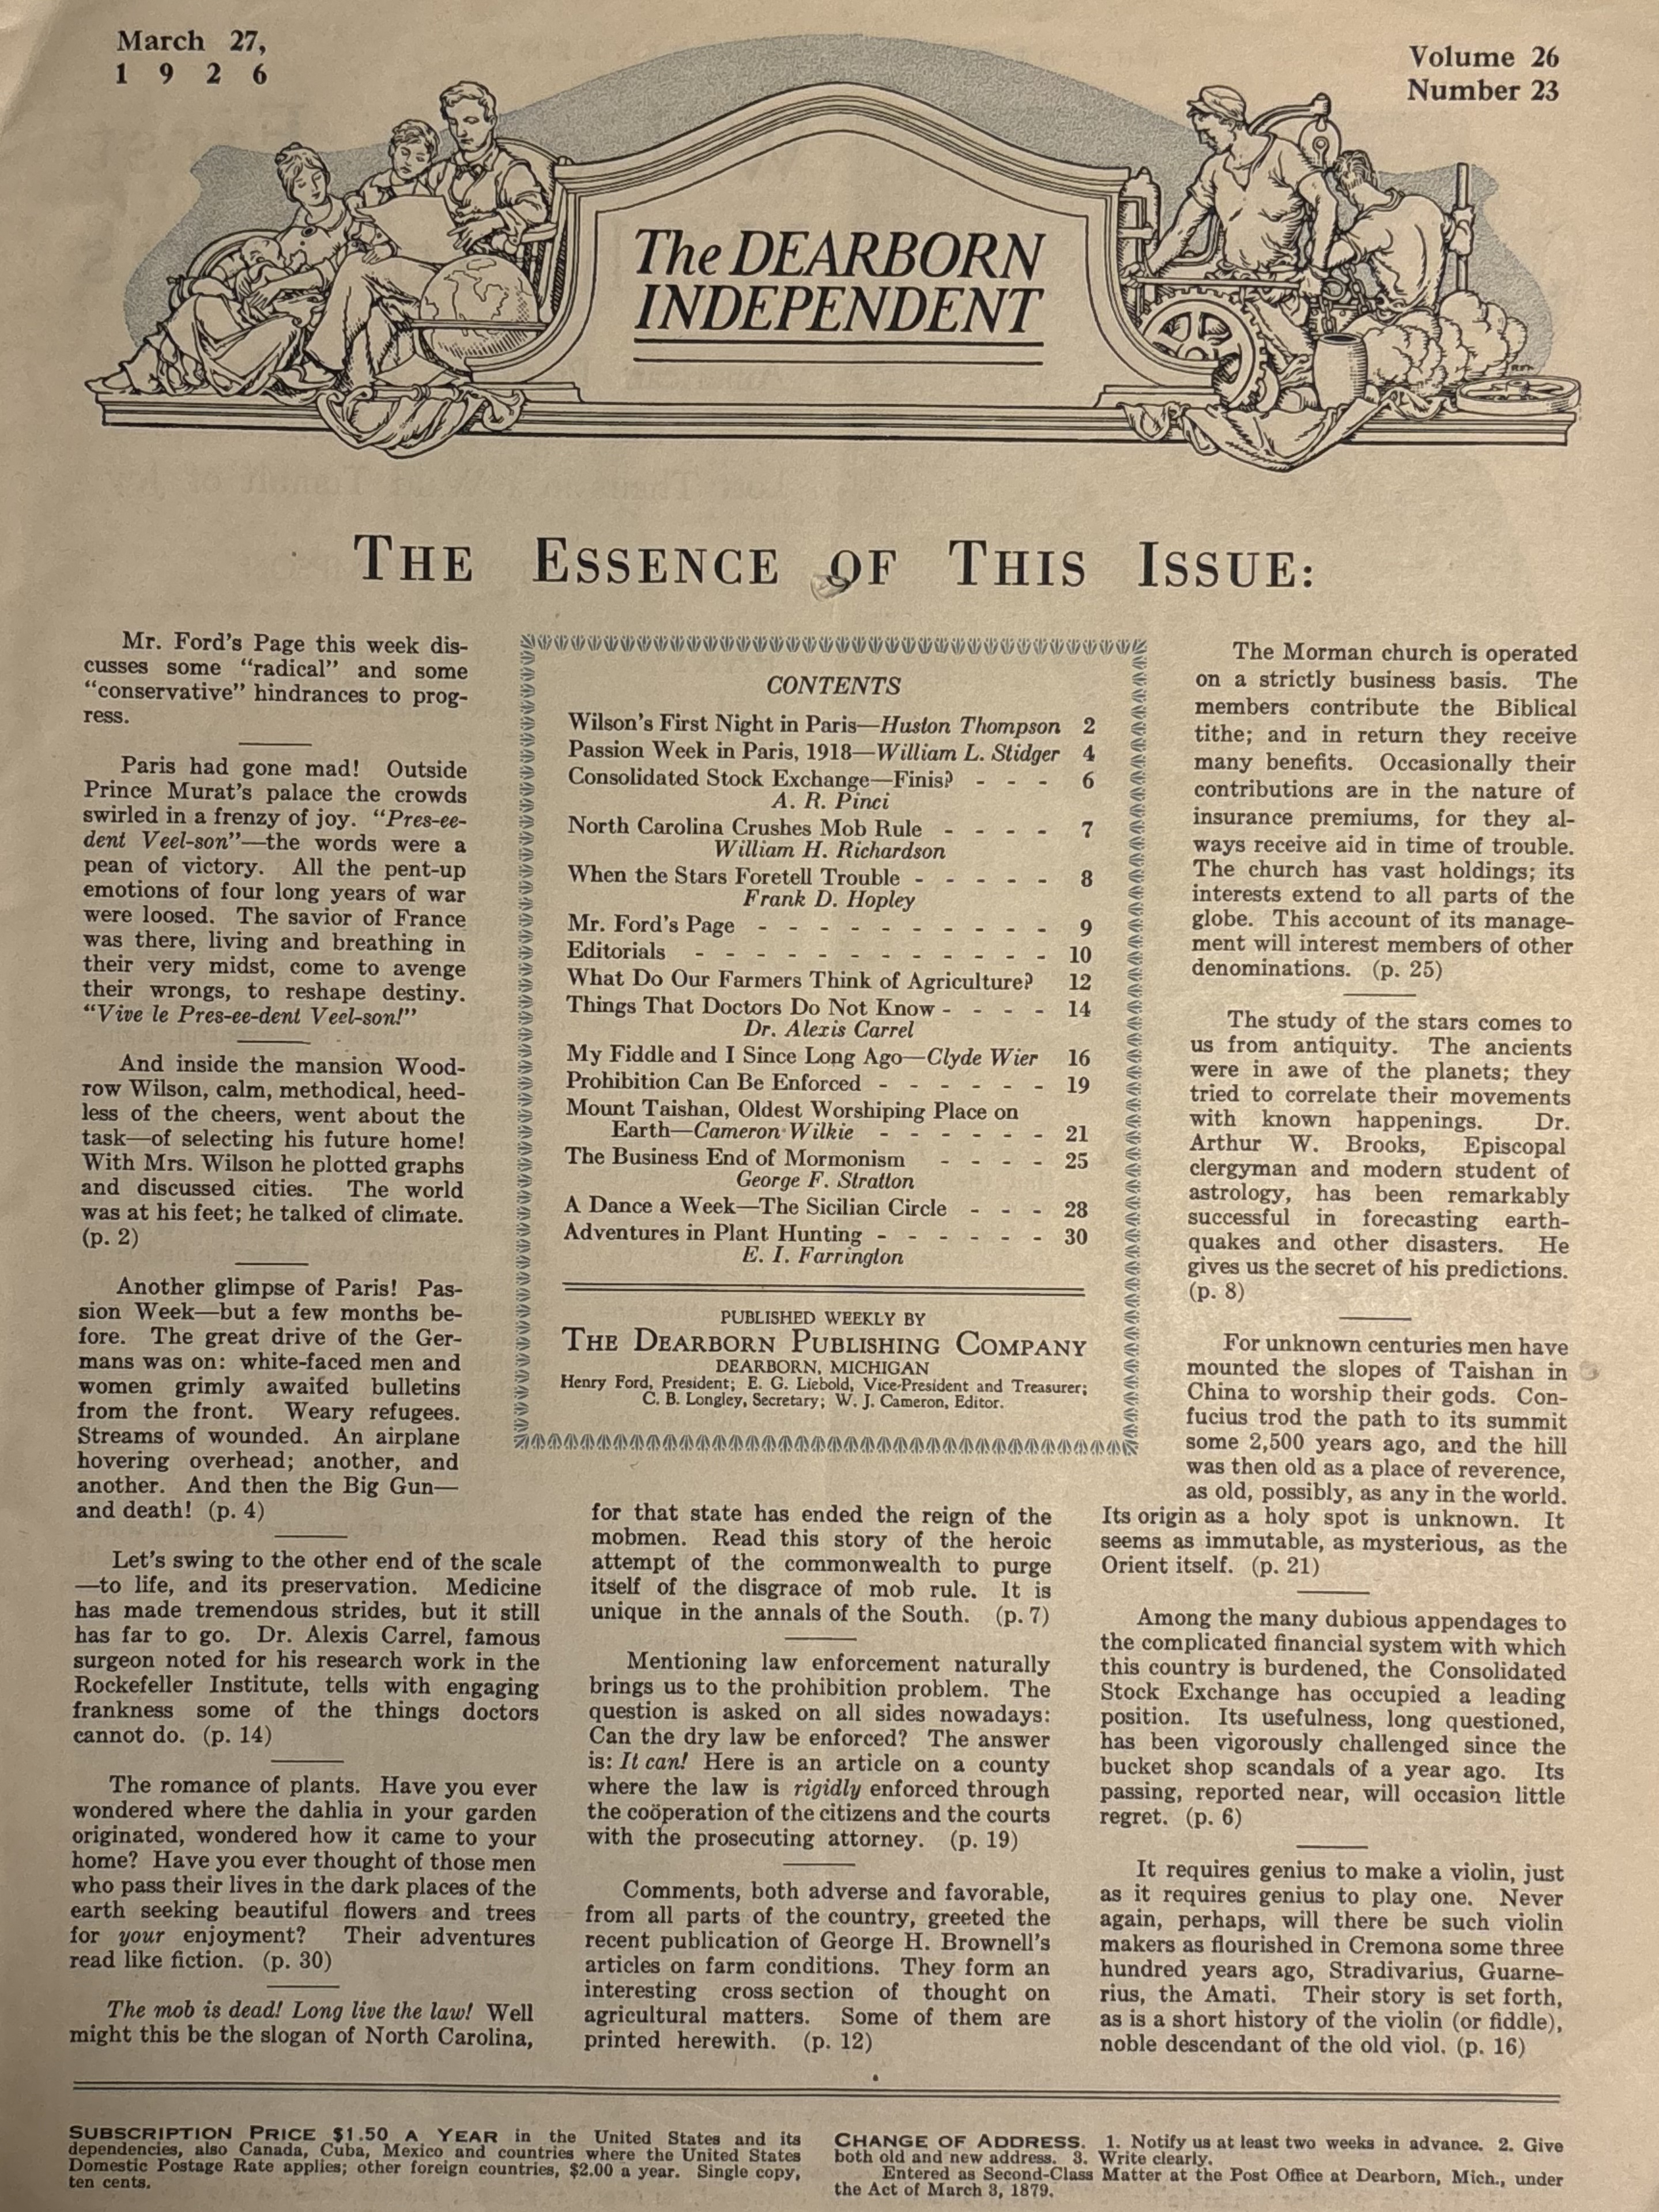 March 27,
1 9 2 6
Volume 26
Number 23
The DEARBORN
INDEPENDENT
THE ESSENCE OF THIS ISSUE:
Mr. Ford's Page this week dis-
cusses some “radical” and some
“conservative” hindrances to prog-
ress.
Paris had gone mad! Outside
Prince Murat's palace the crowds
swirled in a frenzy of joy. “Pres-ee-
dent Veel-son”—the words were a
pean of victory. All the pent-up
emotions of four long years of war
were loosed. The savior of France
was there, living and breathing in
their very midst, come to avenge
their wrongs, to reshape destiny.
“Vive le Pres-ee-dent Veel-son!”
And inside the mansion Wood-
row Wilson, calm, methodical, heed-
less of the cheers, went about the
task—of selecting his future home!
With Mrs. Wilson he plotted graphs
and discussed cities. The world
was at his feet; he talked of climate.
(p. 2)
Another glimpse of Paris! Pas-
sion Week—but a few months be-
fore. The great drive of the Ger-
mans was on: white-faced men and
women grimly awaited bulletins
from the front. Weary refugees.
Streams of wounded. An airplane
hovering overhead; another, and
another. And then the Big Gun—
and death! (p. 4)
Let's swing to the other end of the scale
—to life, and its preservation. Medicine
has made tremendous strides, but it still
has far to go. Dr. Alexis Carrel, famous
surgeon noted for his research work in the
Rockefeller Institute, tells with engaging
frankness some of the things doctors
cannot do. (p. 14)
The romance of plants. Have you ever
wondered where the dahlia in your garden
originated, wondered how it came to your
home? Have you ever thought of those men
who pass their lives in the dark places of the
earth seeking beautiful flowers and trees
for your enjoyment? Their adventures
read like fiction. (p. 30)
The mob is dead! Long live the law! Well
might this be the slogan of North Carolina,
CONTENTS
Wilson's First Night in Paris—Huston Thompson 2
Passion Week in Paris, 1918—William L. Stidger 4
Consolidated Stock Exchange—Finis? - - - 6
A. R. Pinci
North Carolina Crushes Mob Rule - - - - 7
William H. Richardson
When the Stars Foretell Trouble - - - - - 8
Frank D. Hopley
Mr. Ford's Page - - - - - - - - - - 9
Editorials - - - - - - - - - - - - 10
What Do Our Farmers Think of Agriculture? 12
Things That Doctors Do Not Know - - - - 14
Dr. Alexis Carrel
My Fiddle and I Since Long Ago—Clyde Wier 16
Prohibition Can Be Enforced - - - - - - 19
Mount Taishan, Oldest Worshiping Place on
Earth—Cameron Wilkie - - - - - - 21
The Business End of Mormonism - - - - 25
George F. Stratton
A Dance a Week—The Sicilian Circle - - - 28
Adventures in Plant Hunting - - - - - - 30
E. I. Farrington
PUBLISHED WEEKLY BY
THE DEARBORN PUBLISHING COMPANY
DEARBORN, MICHIGAN
Henry Ford, President; E. G. Liebold, Vice-President and Treasurer;
C. B. Longley, Secretary; W. J. Cameron, Editor.
for that state has ended the reign of the
mobmen. Read this story of the heroic
attempt of the commonwealth to purge
itself of the disgrace of mob rule. It is
unique in the annals of the South. (p. 7)
Mentioning law enforcement naturally
brings us to the prohibition problem. The
question is asked on all sides nowadays:
Can the dry law be enforced? The answer
is: It can! Here is an article on a county
where the law is rigidly enforced through
the coöperation of the citizens and the courts
with the prosecuting attorney. (p. 19)
Comments, both adverse and favorable,
from all parts of the country, greeted the
recent publication of George H. Brownell's
articles on farm conditions. They form an
interesting cross section of thought on
agricultural matters. Some of them are
printed herewith. (p. 12)
The Morman church is operated
on a strictly business basis. The
members contribute the Biblical
tithe; and in return they receive
many benefits. Occasionally their
contributions are in the nature of
insurance premiums, for they al-
ways receive aid in time of trouble.
The church has vast holdings; its
interests extend to all parts of the
globe. This account of its manage-
ment will interest members of other
denominations. (p. 25)
The study of the stars comes to
us from antiquity. The ancients
were in awe of the planets; they
tried to correlate their movements
with known happenings. Dr.
Arthur W. Brooks, Episcopal
clergyman and modern student of
astrology, has been remarkably
successful in forecasting earth-
quakes and other disasters. He
gives us the secret of his predictions.
(p. 8)
For unknown centuries men have
mounted the slopes of Taishan in
China to worship their gods. Con-
fucius trod the path to its summit
some 2,500 years ago, and the hill
was then old as a place of reverence,
as old, possibly, as any in the world.
Its origin as a holy spot is unknown. It
seems as immutable, as mysterious, as the
Orient itself. (p. 21)
Among the many dubious appendages to
the complicated financial system with which
this country is burdened, the Consolidated
Stock Exchange has occupied a leading
position. Its usefulness, long questioned,
has been vigorously challenged since the
bucket shop scandals of a year ago. Its
passing, reported near, will occasion little
regret. (p. 6)
It requires genius to make a violin, just
as it requires genius to play one. Never
again, perhaps, will there be such violin
makers as flourished in Cremona some three
hundred years ago, Stradivarius, Guarne-
rius, the Amati. Their story is set forth,
as is a short history of the violin (or fiddle),
noble descendant of the old viol. (p. 16)
SUBSCRIPTION PRICE $1.50 A YEAR in the United States and its
dependencies, also Canada, Cuba, Mexico and countries where the United States
Domestic Postage Rate applies; other foreign countries, $2.00 a year. Single copy,
ten cents.
CHANGE OF ADDRESS. 1. Notify us at least two weeks in advance. 2. Give
both old and new address. 3. Write clearly.
Entered as Second-Class Matter at the Post Office at Dearborn, Mich., under
the Act of March 3, 1879.